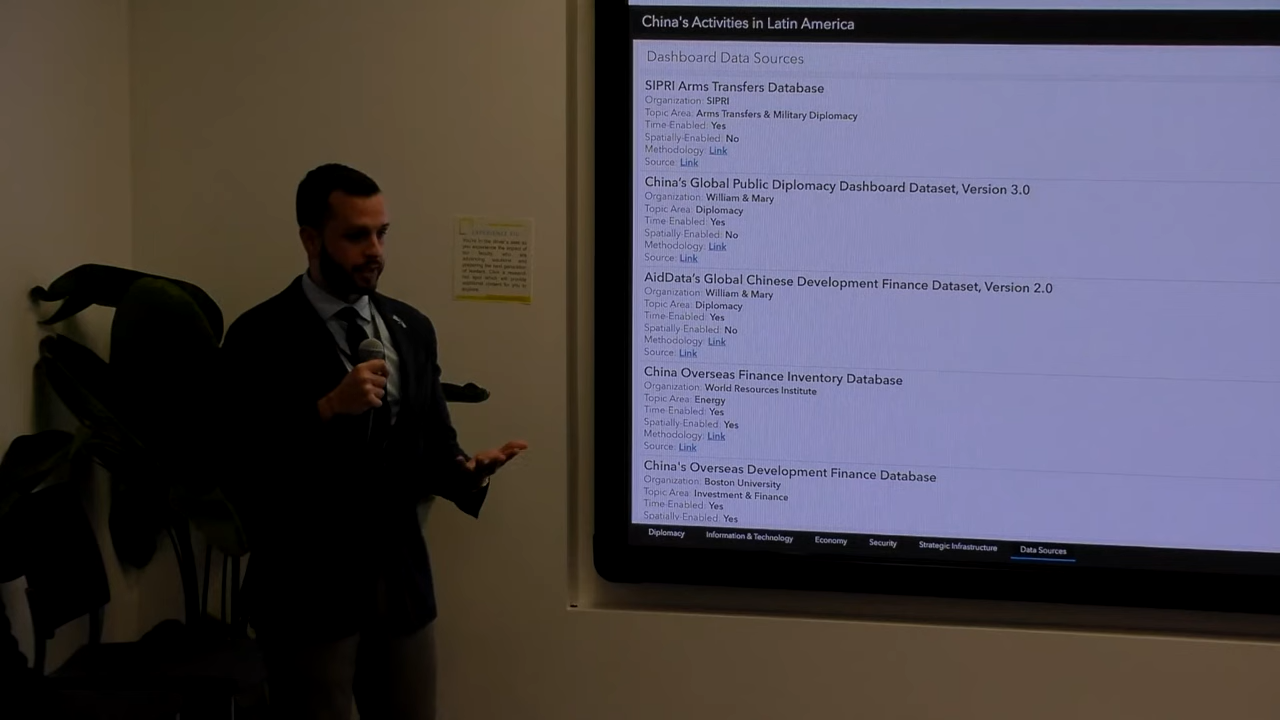 China's Activities in Latin America
Dashboard Data Sources
SIPRI Arms Transfers Database
Organization: SIPRI
Topic Area: Arms Transfers & Military Diplomacy
Time-Enabled: Yes
Spatially-Enabled: No
Methodology: Link
Source: Link
China's Global Public Diplomacy Dashboard Dataset, Version 3.0
Organization: William & Mary
Topic Area: Diplomacy
Time-Enabled: Yes
Spatially-Enabled: No
Methodology: Link
Source: Link
AidData's Global Chinese Development Finance Dataset, Version 2.0
Organization: William & Mary
Topic Area: Diplomacy
Time-Enabled: Yes
Spatially-Enabled: No
Methodology: Link
Source: Link
China Overseas Finance Inventory Database
Organization: World Resources Institute
Topic Area: Energy
Time-Enabled: Yes
Spatially-Enabled: Yes
Methodology: Link
Source: Link
China's Overseas Development Finance Database
Organization: Boston University
Topic Area: Investment & Finance
Time-Enabled: Yes
Spatially-Enabled: Yes
Diplomacy Information & Technology Economy Security Strategic Infrastructure Data Sources